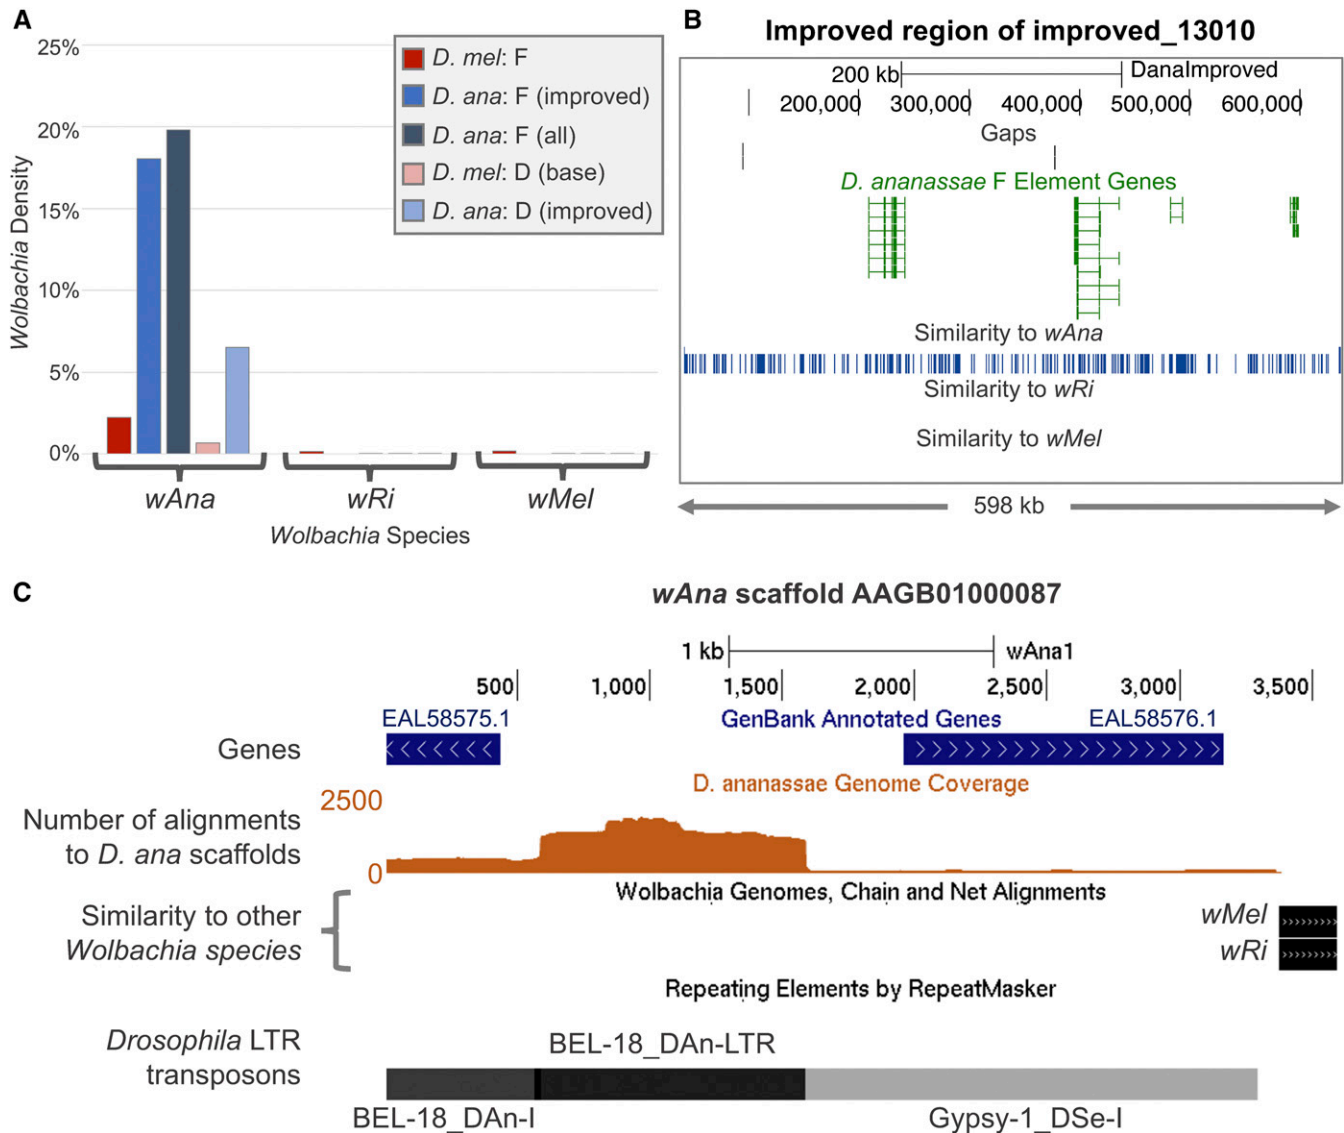 A
Wolbachia Density
25%
20%
15%
10%
5%
0%
D. mel: F
D. ana: F (improved)
D. ana: F (all)
D. mel: D (base)
D. ana: D (improved)
wAna
wRi
wMel
Wolbachia Species
B
Improved region of improved_13010
200 kb
DanaImproved
200,000
300,000
400,000
500,000
600,000
Gaps
D. ananassae F Element Genes
Similarity to wAna
Similarity to wRi
Similarity to wMel
598 kb
C
wAna scaffold AAGB01000087
1 kb
wAna1
500
1,000
1,500
2,000
2,500
3,000
3,500
EAL58575.1
GenBank Annotated Genes
EAL58576.1
Genes
D. ananassae Genome Coverage
2500
Number of alignments
to D. ana scaffolds
0
Wolbachia Genomes, Chain and Net Alignments
Similarity to other
Wolbachia species
wMel
wRi
Repeating Elements by RepeatMasker
Drosophila LTR
transposons
BEL-18_DAn-LTR
BEL-18_DAn-I
Gypsy-1_DSe-I